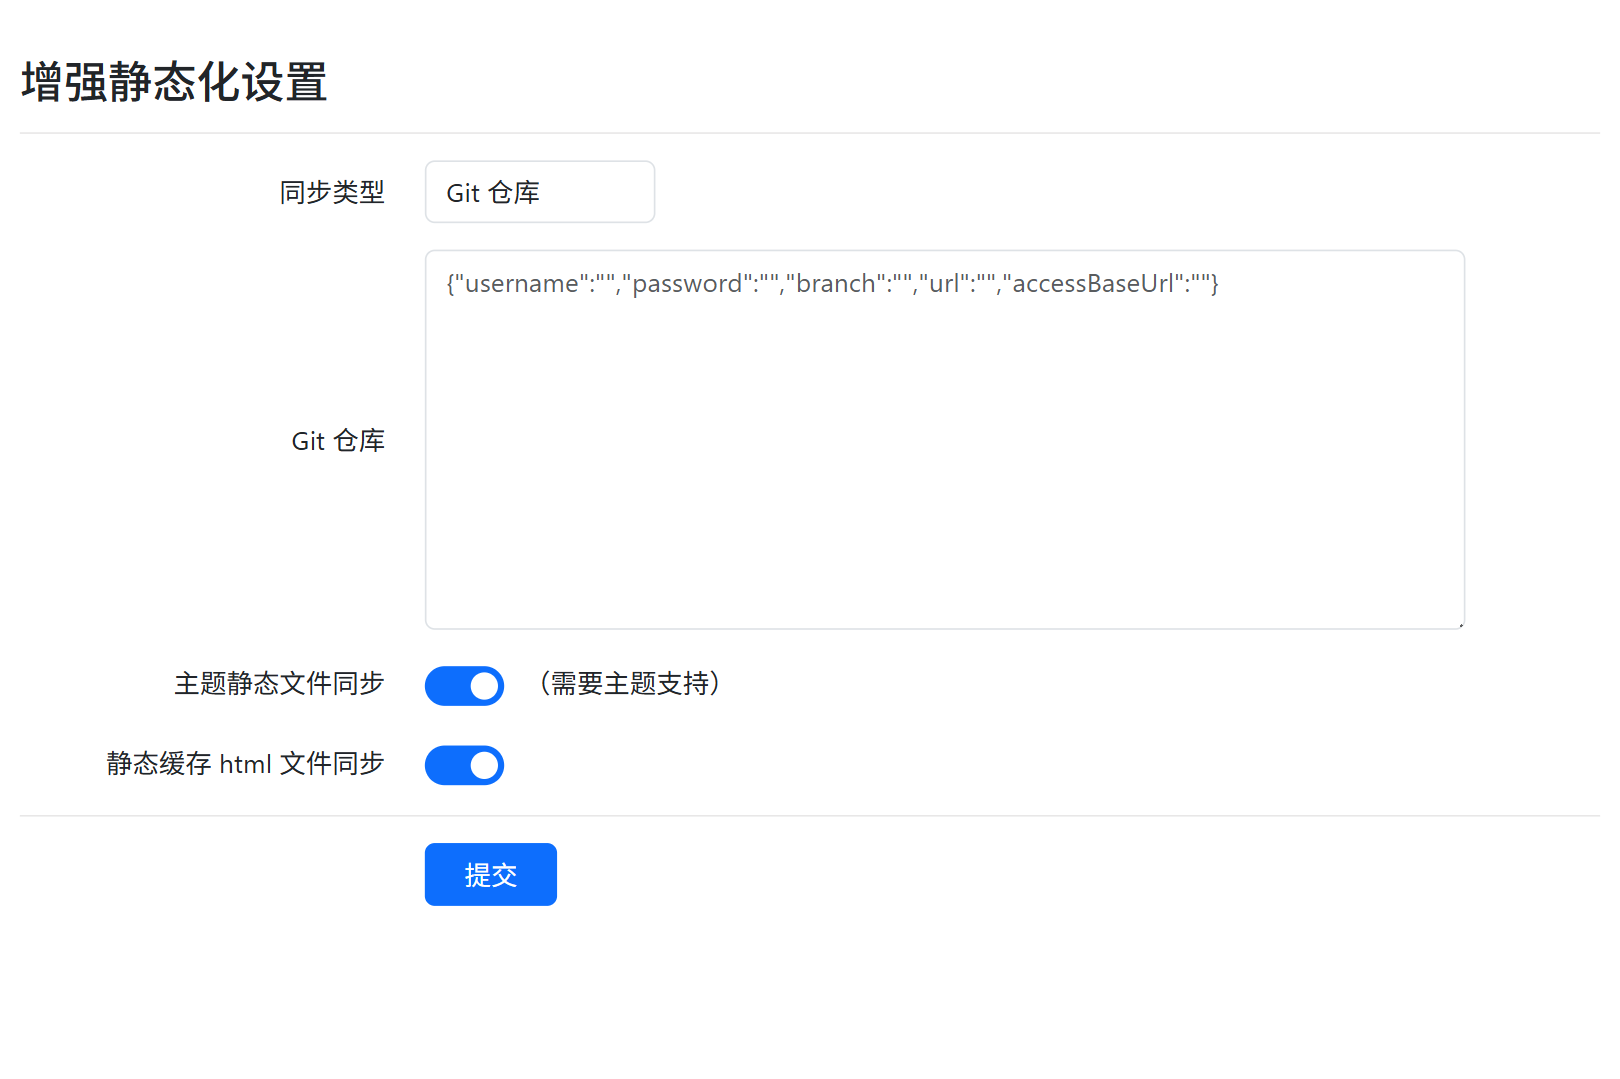 增强静态化设置
同步类型 Git 仓库
{"username":"","password":"","branch":"","url":"","accessBaseUrl":""}
Git 仓库
主题静态文件同步 （需要主题支持）
静态缓存 html 文件同步
提交